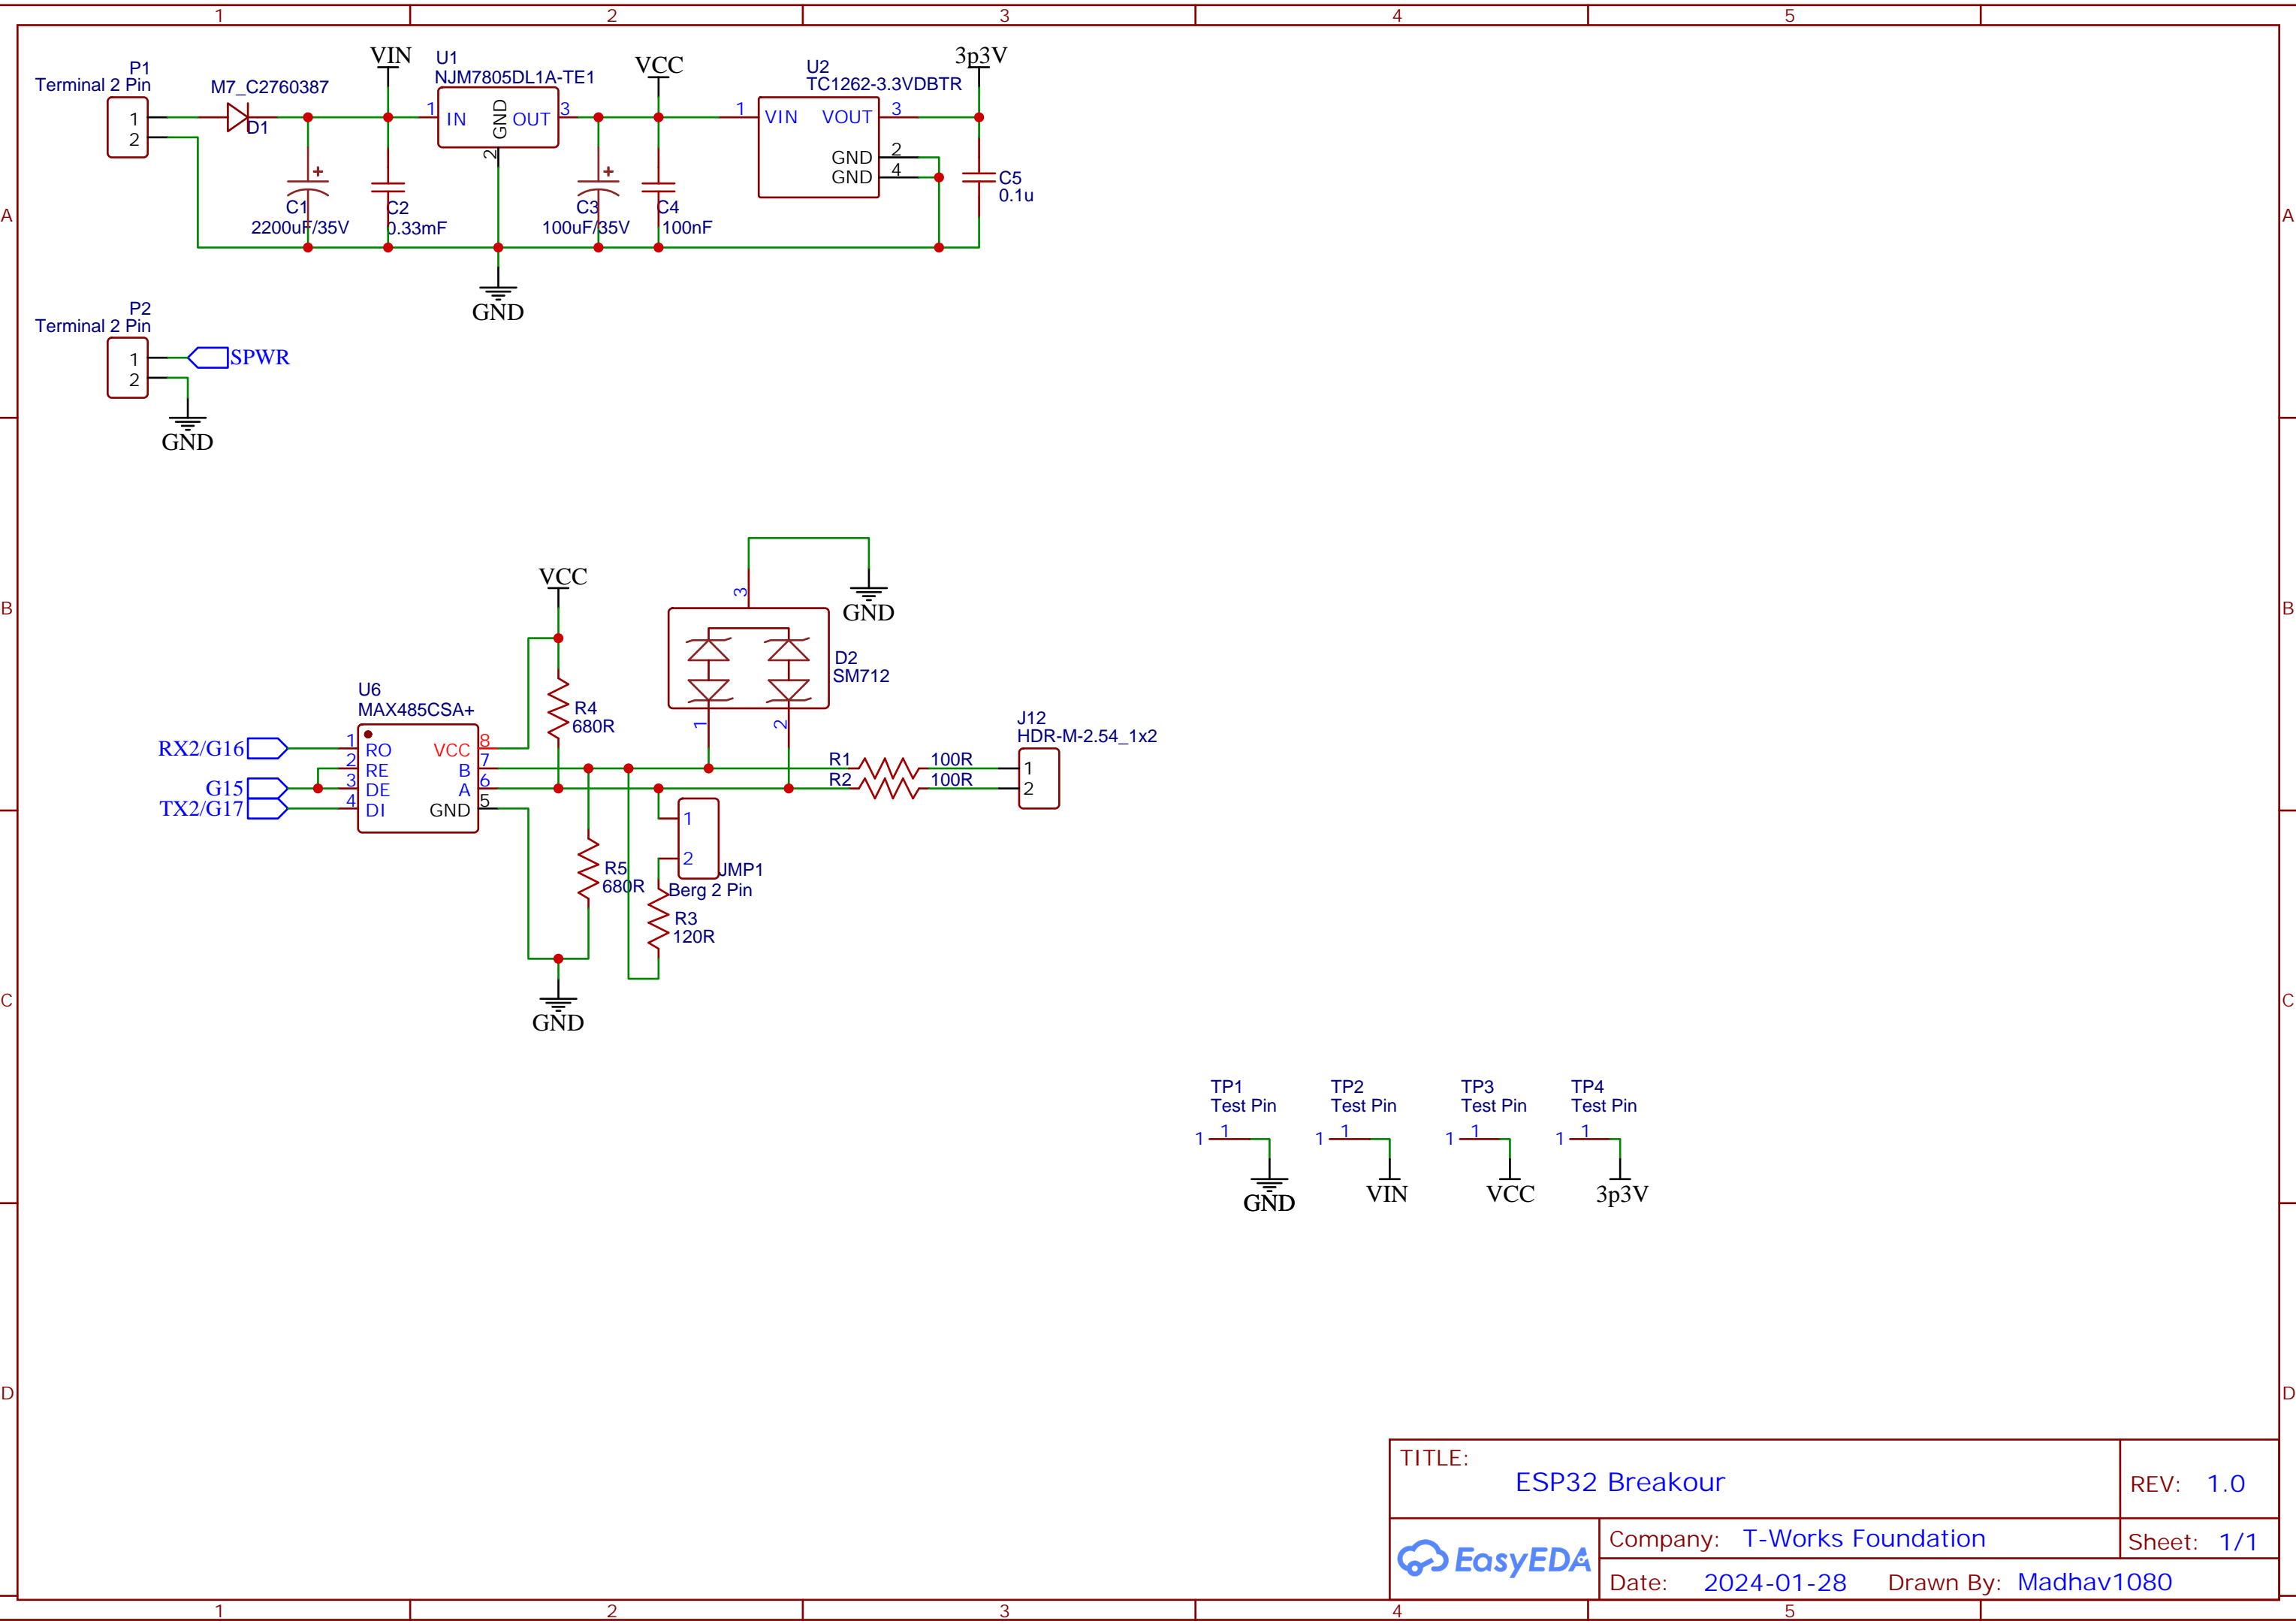 1 2 3 4 5
A
A
P1
Terminal 2 Pin
1
2
M7_C2760387
D1
VIN
U1
NJM7805DL1A-TE1
1
IN
GND
2
OUT
3
VCC
U2
TC1262-3.3VDBTR
1
VIN
VOUT
3
GND
2
GND
4
3p3V
+
C1
2200uF/35V
C2
0.33mF
+
C3
100uF/35V
C4
100nF
C5
0.1u
GND
P2
Terminal 2 Pin
1
2
SPWR
GND
B
B
VCC
3
GND
D2
SM712
1
2
R4
680R
U6
MAX485CSA+
RX2/G16
G15
TX2/G17
1
RO
2
RE
3
DE
4
DI
VCC
8
B
7
A
6
GND
5
R1
100R
R2
100R
J12
HDR-M-2.54_1x2
1
2
1
2
JMP1
Berg 2 Pin
R5
680R
R3
120R
GND
C
C
TP1
Test Pin
1
1
GND
TP2
Test Pin
1
1
VIN
TP3
Test Pin
1
1
VCC
TP4
Test Pin
1
1
3p3V
D
D
TITLE:
ESP32 Breakour
REV: 1.0
EasyEDA
Company: T-Works Foundation
Sheet: 1/1
Date: 2024-01-28
Drawn By: Madhav1080
1 2 3 4 5